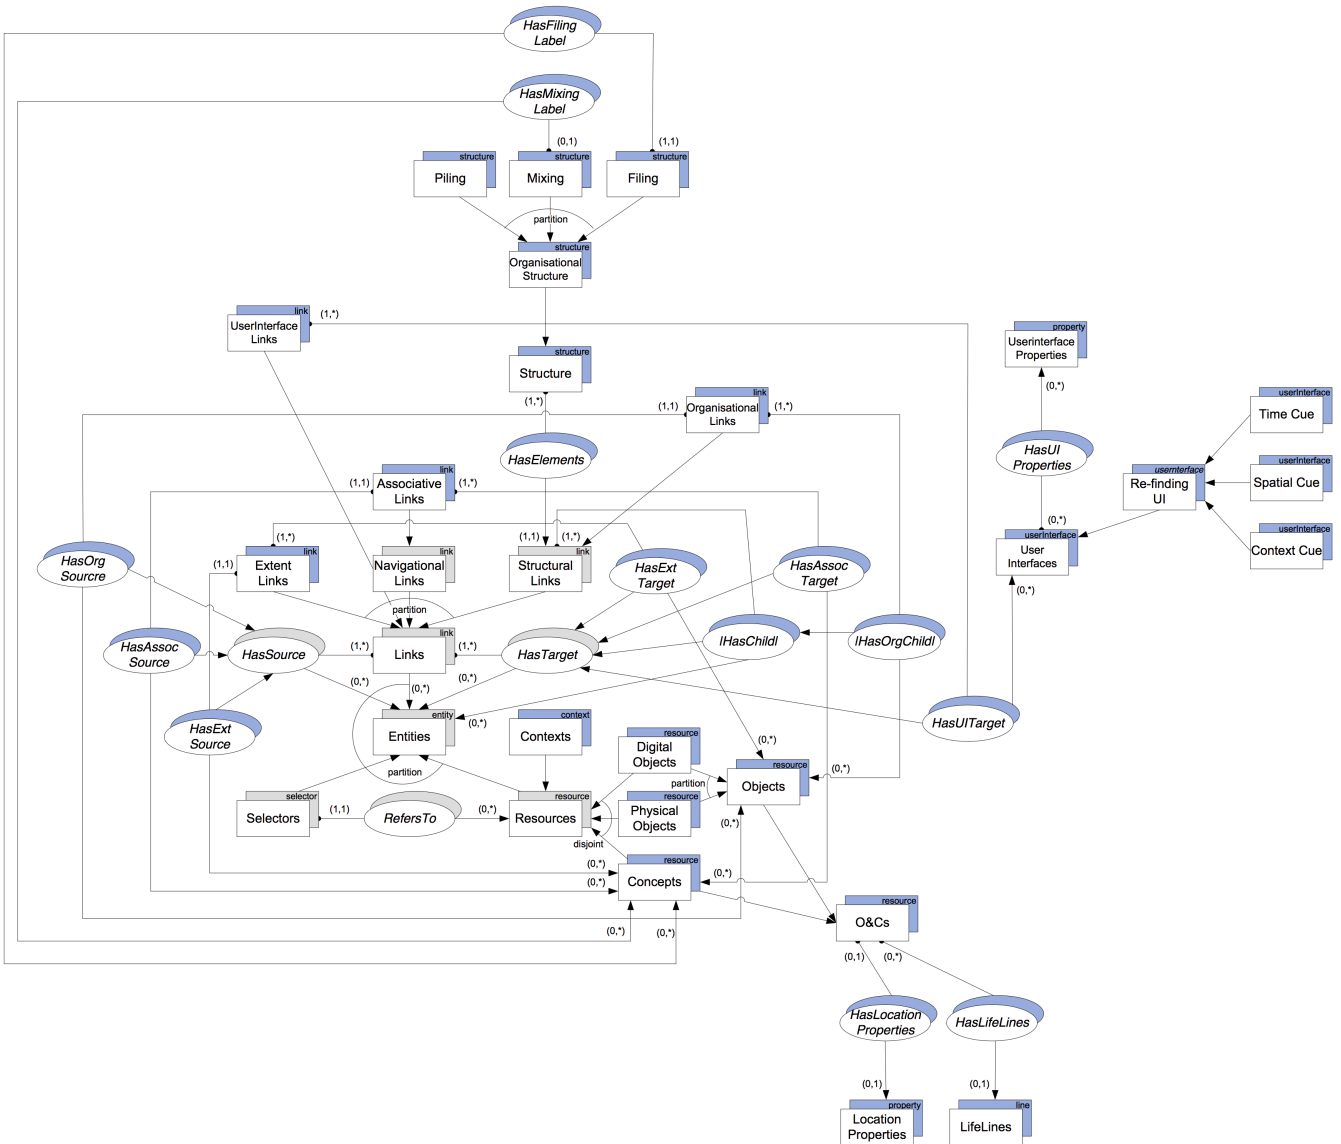 HasFiling
Label
HasMixing
Label
(0,1)
(1,1)
structure
Piling
structure
Mixing
structure
Filing
partition
structure
Organisational
Structure
link
UserInterface
Links
(1,*)
property
Userinterface
Properties
(0,*)
structure
Structure
(1,*)
link
Organisational
Links
(1,1)
(1,*)
userInterface
Time Cue
HasUI
Properties
HasElements
userInterface
Spatial Cue
usernterface
Re-finding
UI
link
Associative
Links
(1,1)
(1,*)
(0,*)
userInterface
User
Interfaces
userInterface
Context Cue
(1,*)
(1,1)
HasOrg
Sourcre
(1,1)
link
Extent
Links
link
Navigational
Links
link
Structural
Links
HasExt
Target
HasAssoc
Target
(0,*)
partition
HasAssoc
Source
HasSource
(1,*)
link
Links
(1,*)
HasTarget
IHasChildI
IHasOrgChildI
(0,*)
(0,*)
(0,*)
HasExt
Source
entity
Entities
(0,*)
context
Contexts
HasUITarget
resource
Digital
Objects
(0,*)
partition
resource
Objects
(0,*)
partition
selector
Selectors
(1,1)
RefersTo
(0,*)
resource
Resources
resource
Physical
Objects
(0,*)
disjoint
resource
Concepts
(0,*)
(0,*)
(0,*)
resource
O&Cs
(0,*)
(0,*)
(0,1)
(0,*)
HasLocation
Properties
HasLifeLines
(0,1)
(0,1)
property
Location
Properties
line
LifeLines